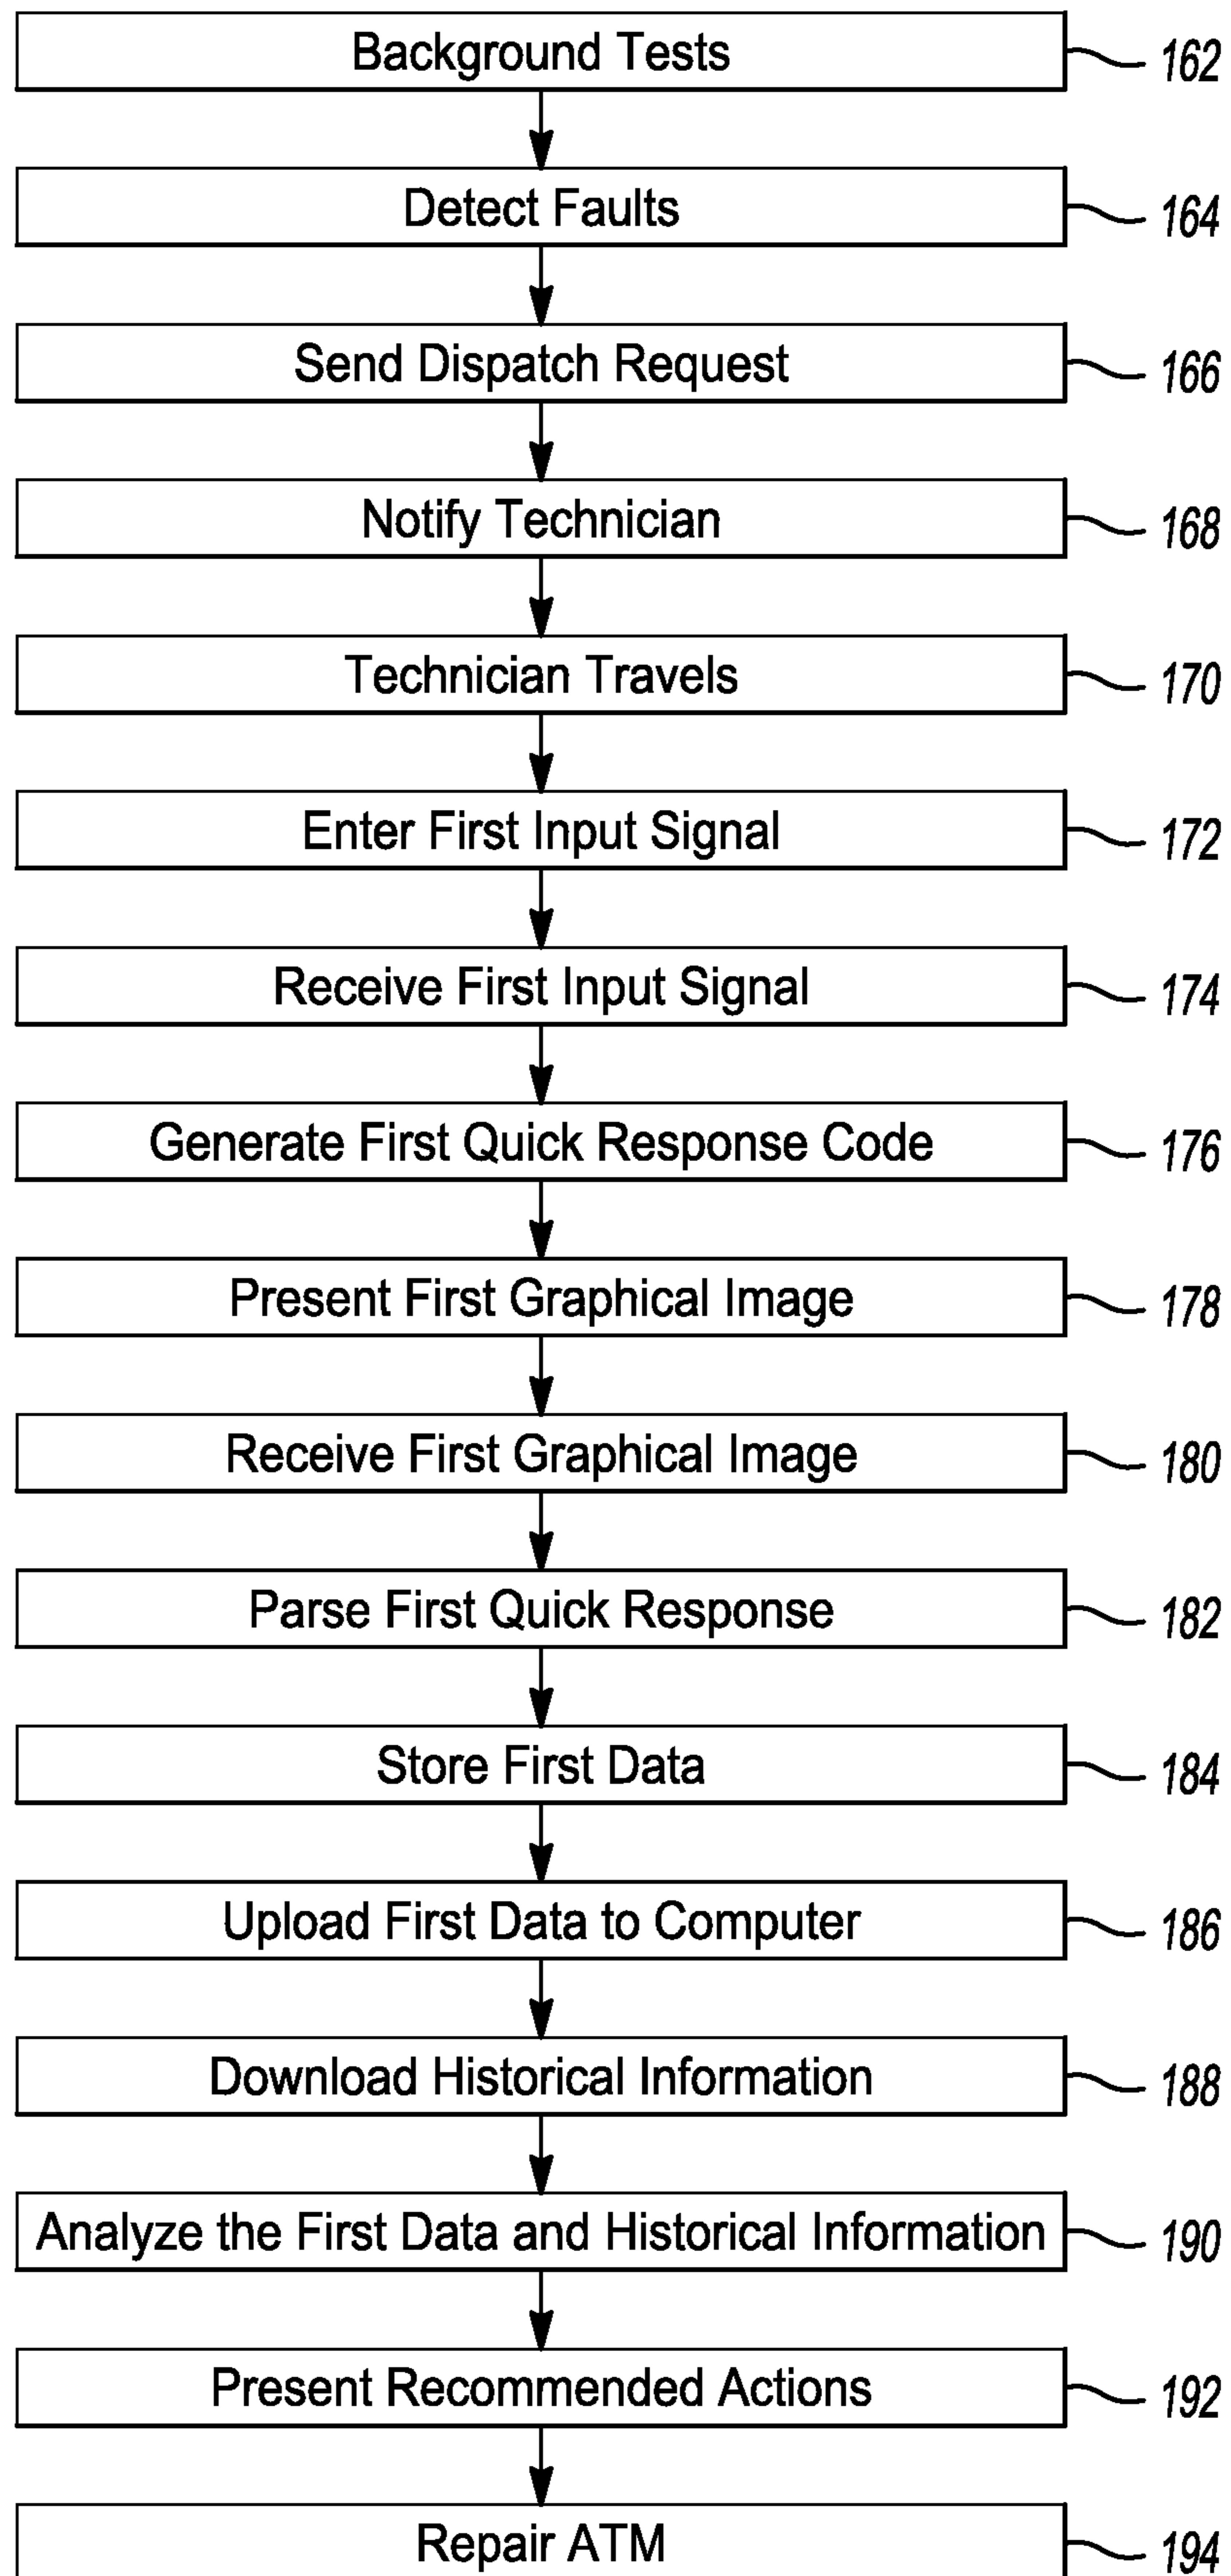 Background Tests 162
Detect Faults 164
Send Dispatch Request 166
Notify Technician 168
Technician Travels 170
Enter First Input Signal 172
Receive First Input Signal 174
Generate First Quick Response Code 176
Present First Graphical Image 178
Receive First Graphical Image 180
Parse First Quick Response 182
Store First Data 184
Upload First Data to Computer 186
Download Historical Information 188
Analyze the First Data and Historical Information 190
Present Recommended Actions 192
Repair ATM 194